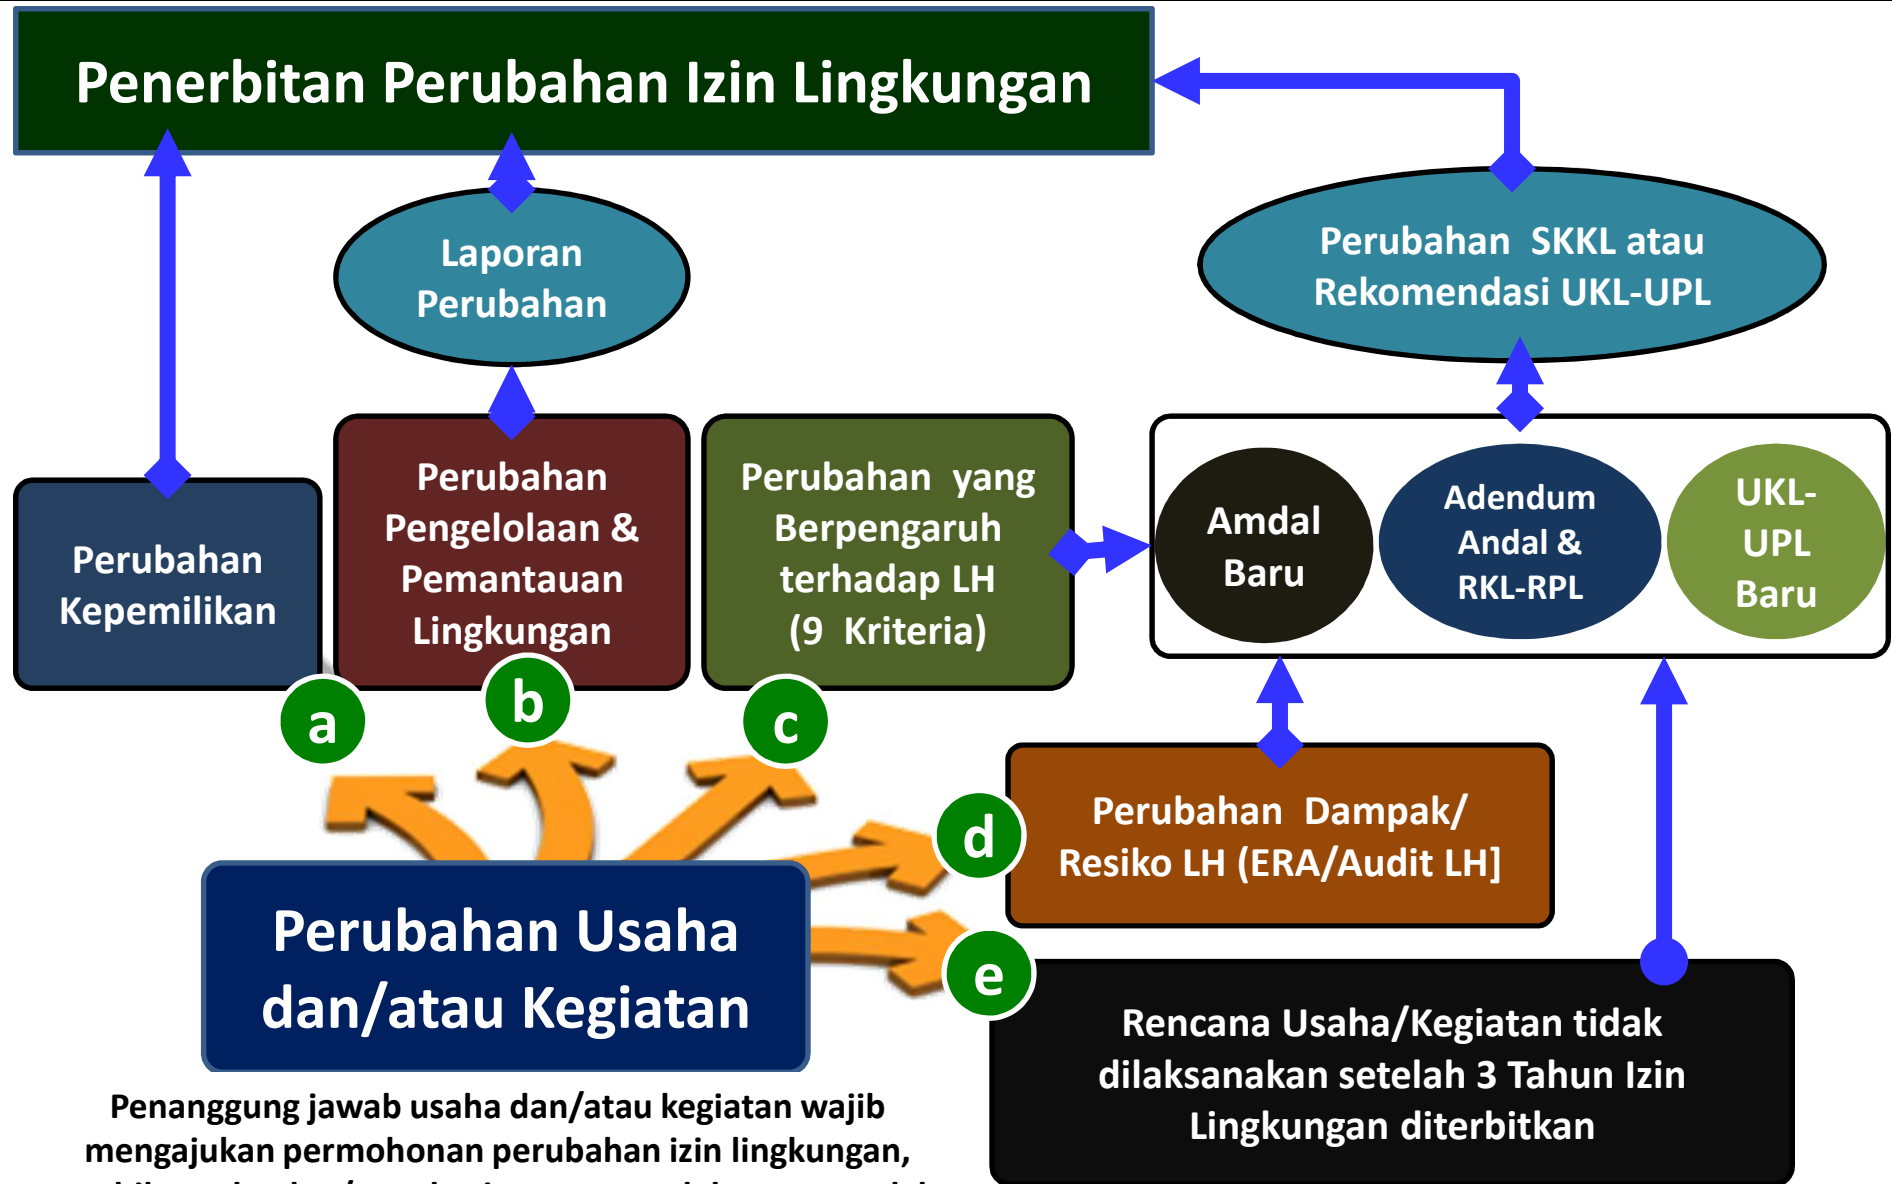 Penerbitan Perubahan Izin Lingkungan
Laporan
Perubahan
Perubahan SKKL atau
Rekomendasi UKL-UPL
Perubahan
Kepemilikan
Perubahan
Pengelolaan &
Pemantauan
Lingkungan
Perubahan yang
Berpengaruh
terhadap LH
(9 Kriteria)
Amdal
Baru
Adendum
Andal &
RKL-RPL
UKL-
UPL
Baru
a
b
c
d
e
Perubahan Dampak/
Resiko LH (ERA/Audit LH]
Perubahan Usaha
dan/atau Kegiatan
Rencana Usaha/Kegiatan tidak
dilaksanakan setelah 3 Tahun Izin
Lingkungan diterbitkan
Penanggung jawab usaha dan/atau kegiatan wajib
mengajukan permohonan perubahan izin lingkungan,